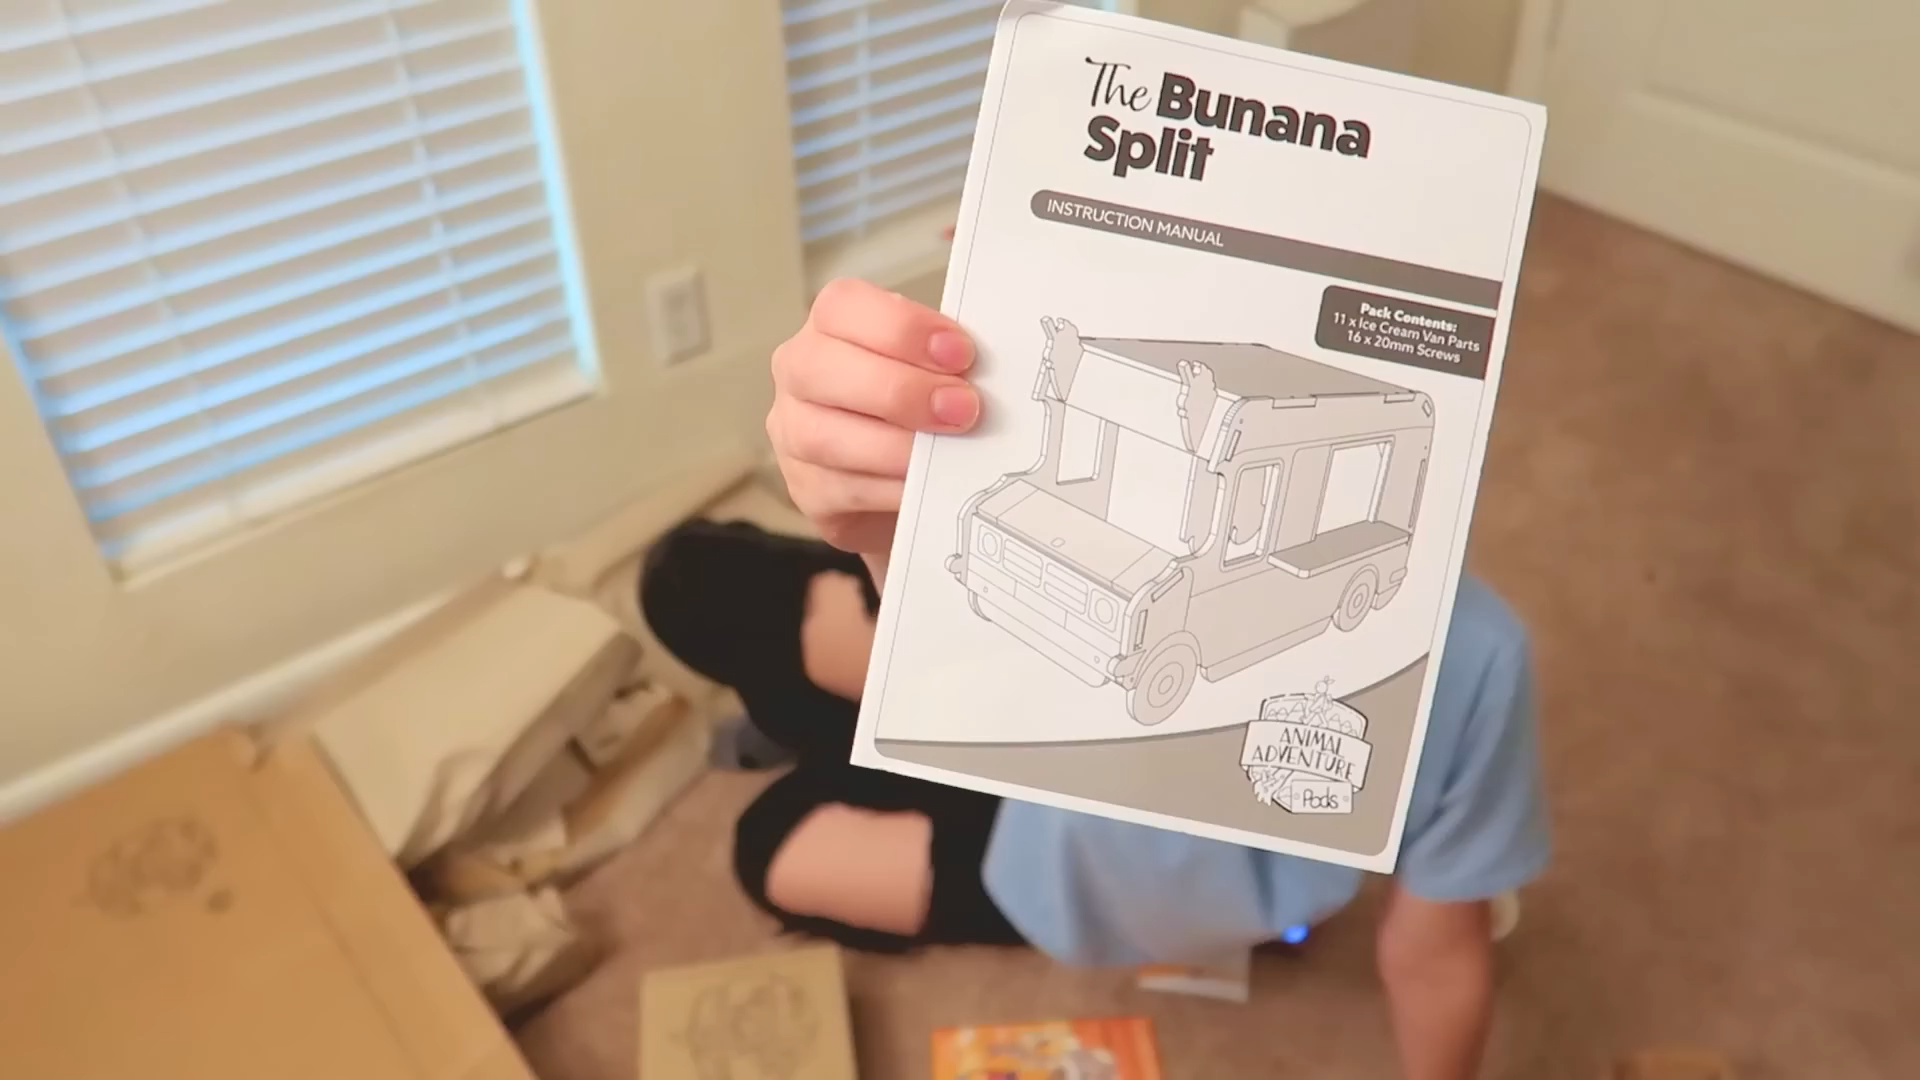 The Bunana
Split
INSTRUCTION MANUAL
Pack Contents:
11 x Ice Cream Van Parts
16 x 20mm Screws
ANIMAL
ADVENTURE
Pods